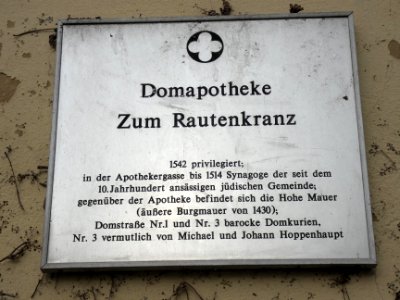 Domapotheke
Zum Rautenkranz
1542 privilegiert;
in der Apothekergasse bis 1514 Synagoge der seit dem
10.Jahrhundert ansässigen jüdischen Gemeinde;
gegenüber der Apotheke befindet sich die Hohe Mauer
(äußere Burgmauer von 1430);
Domstraße Nr.1 und Nr. 3 barocke Domkurien,
Nr. 3 vermutlich von Michael und Johann Hoppenhaupt